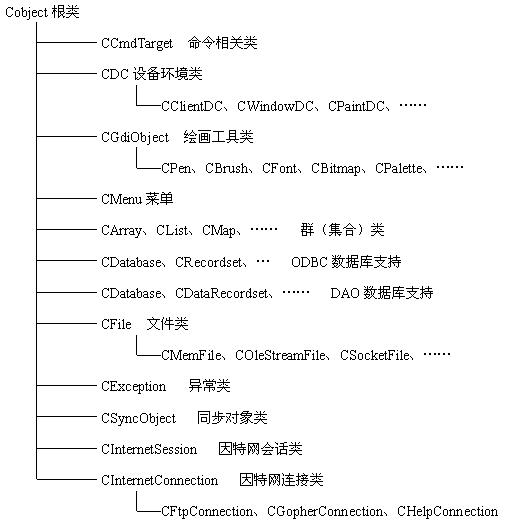 Cobject 根类
CCmdTarget 命令相关类
CDC 设备环境类
CClientDC、CWindowDC、CPaintDC、……
CGdiObject 绘画工具类
CPen、CBrush、CFont、CBitmap、CPalette、……
CMenu 菜单
CArray、CList、CMap、…… 群（集合）类
CDatabase、CRecordset、… ODBC 数据库支持
CDatabase、CDataRecordset、…… DAO 数据库支持
CFile 文件类
CMemFile、COleStreamFile、CSocketFile、……
CException 异常类
CSyncObject 同步对象类
CInternetSession 因特网会话类
CInternetConnection 因特网连接类
CFtpConnection、CGopherConnection、CHelpConnection